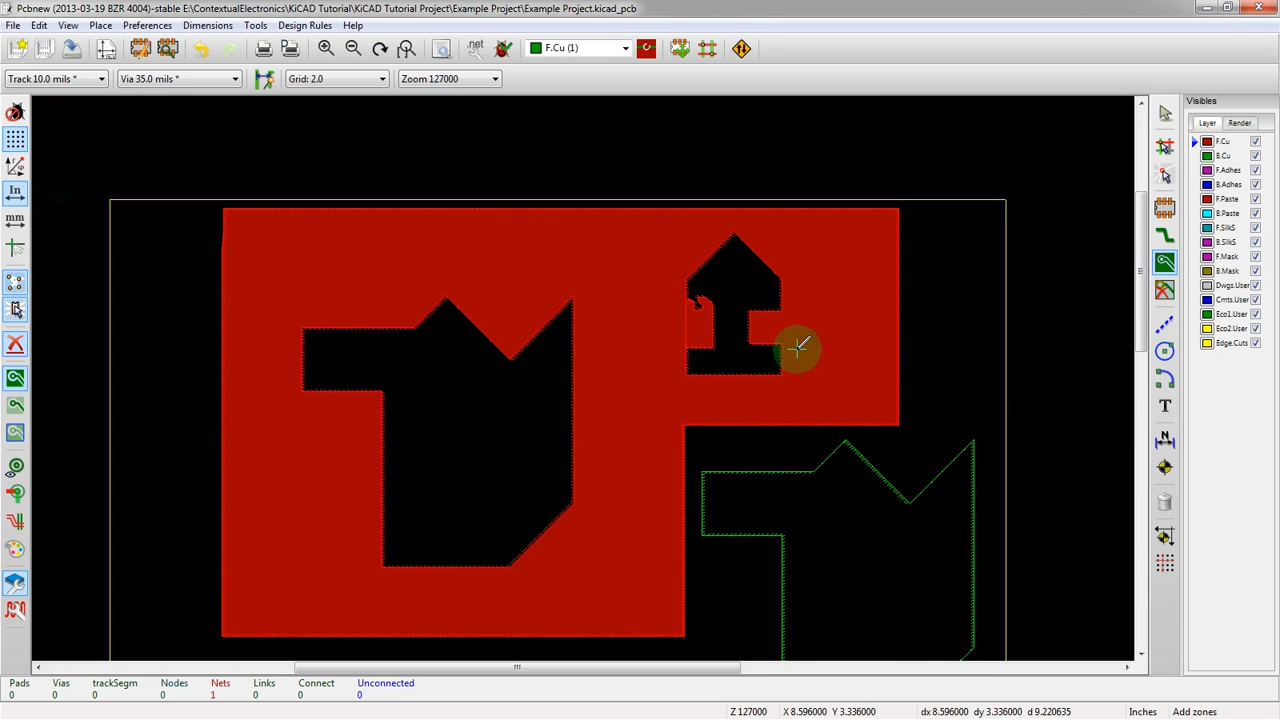 Pcbnew (2013-03-19 BZR 4004)-stable E:\ContextualElectronics\KiCAD Tutorial\KiCAD Tutorial Project\Example Project\Example Project.kicad_pcb
File Edit View Place Preferences Dimensions Tools Design Rules Help
.net F.Cu (1)
Track 10.0 mils * Via 35.0 mils * Grid: 2.0 Zoom 127000
Visibles
Layer Render
F.Cu
B.Cu
F.Adhes
B.Adhes
F.Paste
B.Paste
F.SilkS
B.SilkS
F.Mask
B.Mask
Dwgs.User
Cmts.User
Eco1.User
Eco2.User
Edge.Cuts
In
mm
T
N
Pads Vias trackSegm Nodes Nets Links Connect Unconnected
0 0 0 0 1 0 0 0
Z 127000 X 8.596000 Y 3.336000 dx 8.596000 dy 3.336000 d 9.220635 Inches Add zones